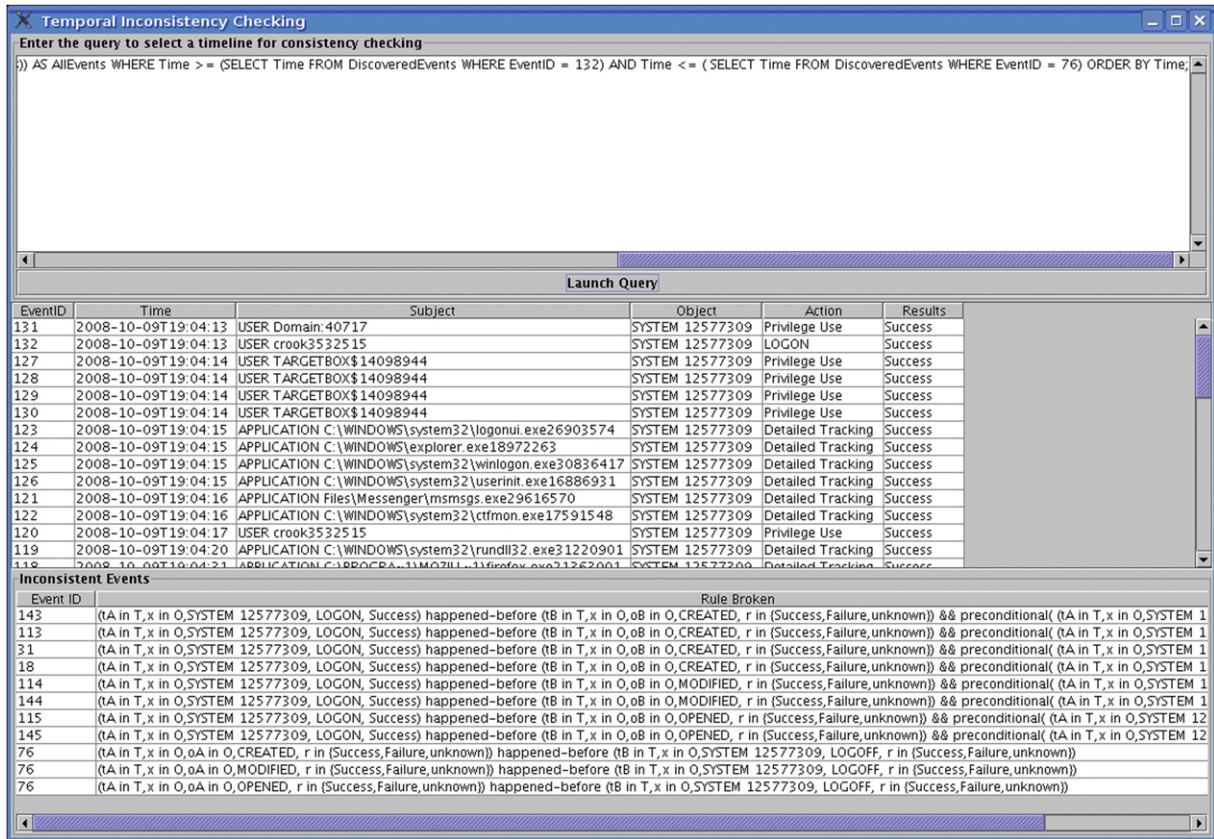 Temporal Inconsistency Checking
Enter the query to select a timeline for consistency checking
;)) AS AllEvents WHERE Time >= (SELECT Time FROM DiscoveredEvents WHERE EventID = 132) AND Time <= ( SELECT Time FROM DiscoveredEvents WHERE EventID = 76) ORDER BY Time;
Launch Query
EventID Time Subject Object Action Results
131 2008-10-09T19:04:13 USER Domain:40717 SYSTEM 12577309 Privilege Use Success
132 2008-10-09T19:04:13 USER crook3532515 SYSTEM 12577309 LOGON Success
127 2008-10-09T19:04:14 USER TARGETBOX$14098944 SYSTEM 12577309 Privilege Use Success
128 2008-10-09T19:04:14 USER TARGETBOX$14098944 SYSTEM 12577309 Privilege Use Success
129 2008-10-09T19:04:14 USER TARGETBOX$14098944 SYSTEM 12577309 Privilege Use Success
130 2008-10-09T19:04:14 USER TARGETBOX$14098944 SYSTEM 12577309 Privilege Use Success
123 2008-10-09T19:04:15 APPLICATION C:\WINDOWS\system32\logonui.exe26903574 SYSTEM 12577309 Detailed Tracking Success
124 2008-10-09T19:04:15 APPLICATION C:\WINDOWS\explorer.exe18972263 SYSTEM 12577309 Detailed Tracking Success
125 2008-10-09T19:04:15 APPLICATION C:\WINDOWS\system32\winlogon.exe30836417 SYSTEM 12577309 Detailed Tracking Success
126 2008-10-09T19:04:15 APPLICATION C:\WINDOWS\system32\userinit.exe16886931 SYSTEM 12577309 Detailed Tracking Success
121 2008-10-09T19:04:16 APPLICATION Files\Messenger\msmsgs.exe29616570 SYSTEM 12577309 Detailed Tracking Success
122 2008-10-09T19:04:16 APPLICATION C:\WINDOWS\system32\ctfmon.exe17591548 SYSTEM 12577309 Detailed Tracking Success
120 2008-10-09T19:04:17 USER crook3532515 SYSTEM 12577309 Privilege Use Success
119 2008-10-09T19:04:20 APPLICATION C:\WINDOWS\system32\rundll32.exe31220901 SYSTEM 12577309 Detailed Tracking Success
118 2008-10-09T19:04:31 APPLICATION C:\PROGRA~1\MOZILL~1\firefox.exe21363001 SYSTEM 12577309 Detailed Tracking Success
Inconsistent Events
Event ID Rule Broken
143 (tA in T,x in O,SYSTEM 12577309, LOGON, Success) happened-before (tB in T,x in O,oB in O,CREATED, r in {Success,Failure,unknown}) && preconditional( (tA in T,x in O,SYSTEM 1
113 (tA in T,x in O,SYSTEM 12577309, LOGON, Success) happened-before (tB in T,x in O,oB in O,CREATED, r in {Success,Failure,unknown}) && preconditional( (tA in T,x in O,SYSTEM 1
31 (tA in T,x in O,SYSTEM 12577309, LOGON, Success) happened-before (tB in T,x in O,oB in O,CREATED, r in {Success,Failure,unknown}) && preconditional( (tA in T,x in O,SYSTEM 1
18 (tA in T,x in O,SYSTEM 12577309, LOGON, Success) happened-before (tB in T,x in O,oB in O,CREATED, r in {Success,Failure,unknown}) && preconditional( (tA in T,x in O,SYSTEM 1
114 (tA in T,x in O,SYSTEM 12577309, LOGON, Success) happened-before (tB in T,x in O,oB in O,MODIFIED, r in {Success,Failure,unknown}) && preconditional( (tA in T,x in O,SYSTEM 1
144 (tA in T,x in O,SYSTEM 12577309, LOGON, Success) happened-before (tB in T,x in O,oB in O,MODIFIED, r in {Success,Failure,unknown}) && preconditional( (tA in T,x in O,SYSTEM 1
115 (tA in T,x in O,SYSTEM 12577309, LOGON, Success) happened-before (tB in T,x in O,oB in O,OPENED, r in {Success,Failure,unknown}) && preconditional( (tA in T,x in O,SYSTEM 12
145 (tA in T,x in O,SYSTEM 12577309, LOGON, Success) happened-before (tB in T,x in O,oB in O,OPENED, r in {Success,Failure,unknown}) && preconditional( (tA in T,x in O,SYSTEM 12
76 (tA in T,x in O,oA in O,CREATED, r in {Success,Failure,unknown}) happened-before (tB in T,x in O,SYSTEM 12577309, LOGOFF, r in {Success,Failure,unknown})
76 (tA in T,x in O,oA in O,MODIFIED, r in {Success,Failure,unknown}) happened-before (tB in T,x in O,SYSTEM 12577309, LOGOFF, r in {Success,Failure,unknown})
76 (tA in T,x in O,oA in O,OPENED, r in {Success,Failure,unknown}) happened-before (tB in T,x in O,SYSTEM 12577309, LOGOFF, r in {Success,Failure,unknown})